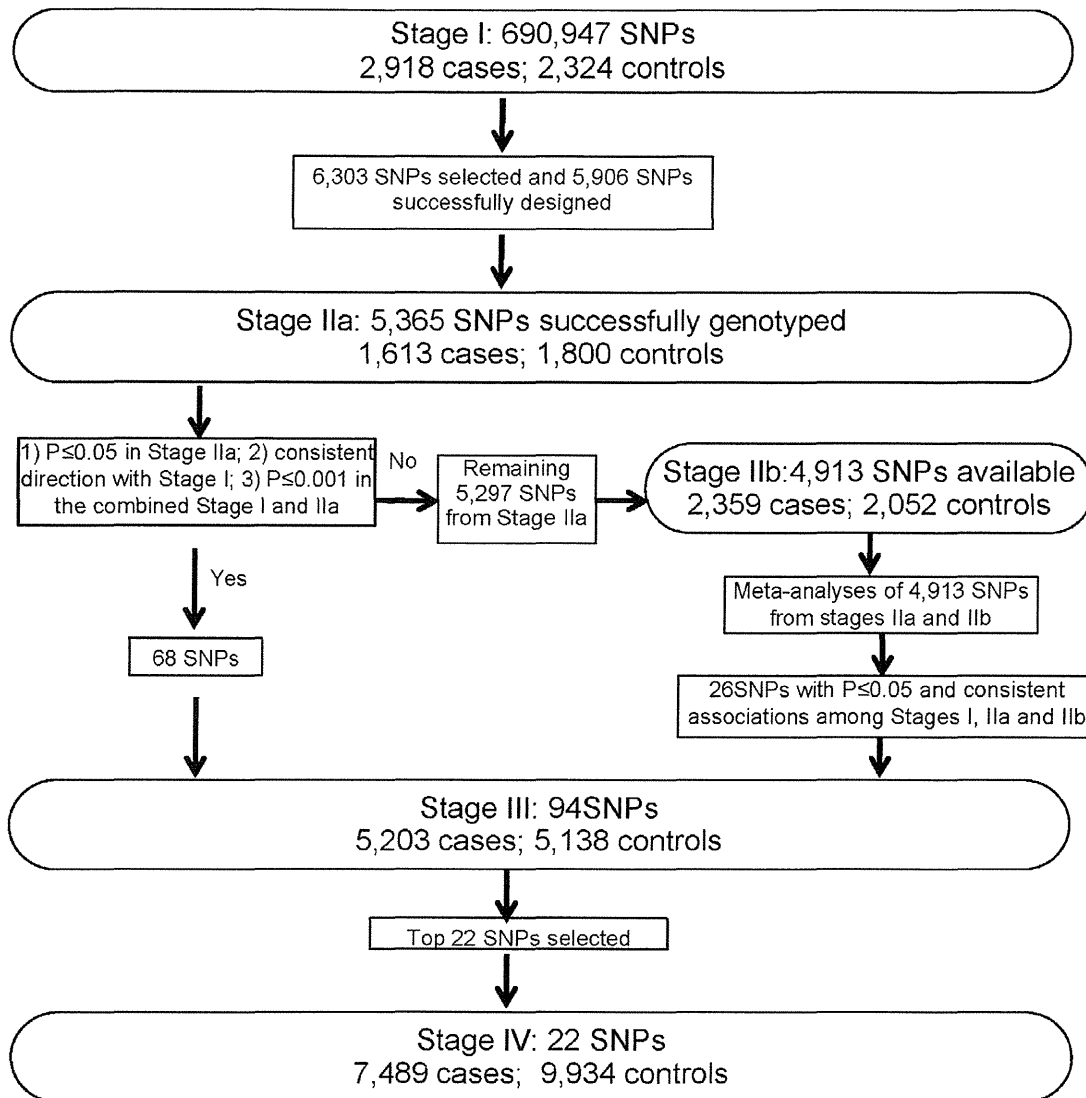 Stage I: 690,947 SNPs
2,918 cases; 2,324 controls
6,303 SNPs selected and 5,906 SNPs
successfully designed
Stage IIa: 5,365 SNPs successfully genotyped
1,613 cases; 1,800 controls
1) P≤0.05 in Stage IIa; 2) consistent
direction with Stage I; 3) P≤0.001 in
the combined Stage I and IIa
No
Remaining
5,297 SNPs
from Stage IIa
Stage IIb:4,913 SNPs available
2,359 cases; 2,052 controls
Yes
Meta-analyses of 4,913 SNPs
from stages IIa and IIb
68 SNPs
26SNPs with P≤0.05 and consistent
associations among Stages I, IIa and IIb
Stage III: 94SNPs
5,203 cases; 5,138 controls
Top 22 SNPs selected
Stage IV: 22 SNPs
7,489 cases; 9,934 controls